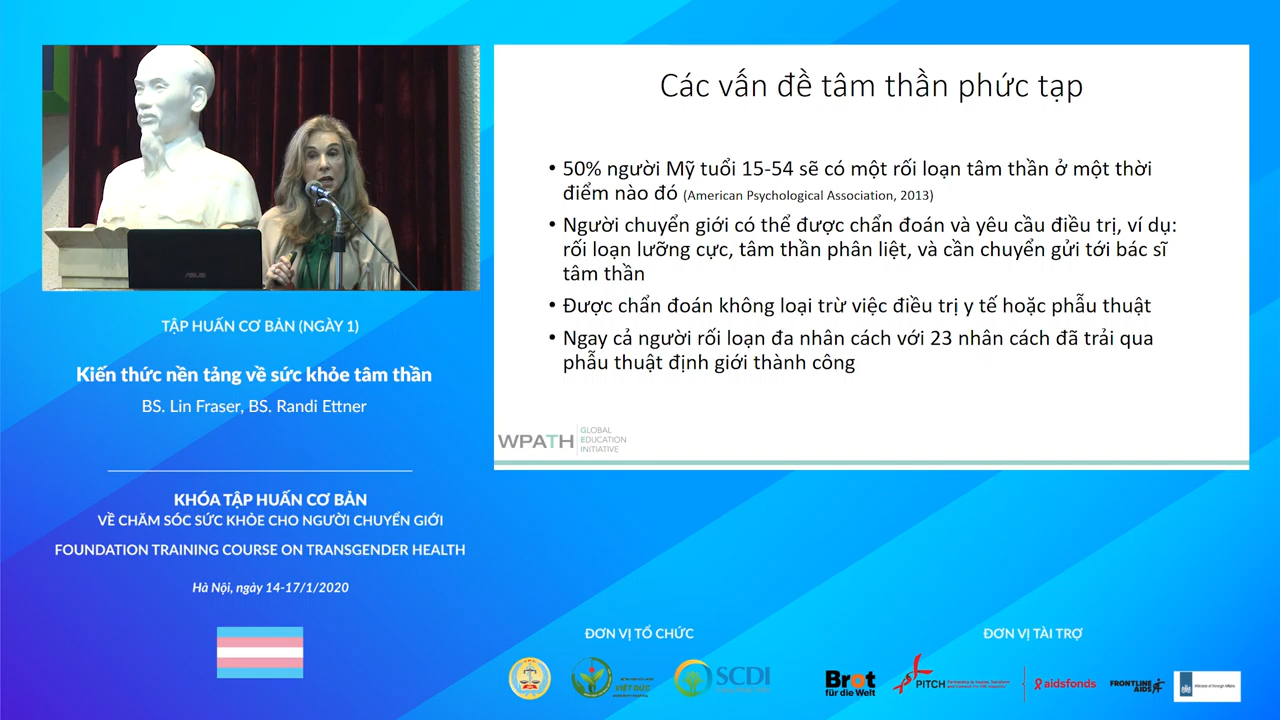 ASUS
TẬP HUẤN CƠ BẢN (NGÀY 1)
Kiến thức nền tảng về sức khỏe tâm thần
BS. Lin Fraser, BS. Randi Ettner
KHÓA TẬP HUẤN CƠ BẢN
VỀ CHĂM SÓC SỨC KHỎE CHO NGƯỜI CHUYỂN GIỚI
FOUNDATION TRAINING COURSE ON TRANSGENDER HEALTH
Hà Nội, ngày 14-17/1/2020
Các vấn đề tâm thần phức tạp
• 50% người Mỹ tuổi 15-54 sẽ có một rối loạn tâm thần ở một thời
điểm nào đó (American Psychological Association, 2013)
• Người chuyển giới có thể được chẩn đoán và yêu cầu điều trị, ví dụ:
rối loạn lưỡng cực, tâm thần phân liệt, và cần chuyển gửi tới bác sĩ
tâm thần
• Được chẩn đoán không loại trừ việc điều trị y tế hoặc phẫu thuật
• Ngay cả người rối loạn đa nhân cách với 23 nhân cách đã trải qua
phẫu thuật định giới thành công
WPATH
GLOBAL
EDUCATION
INITIATIVE
ĐƠN VỊ TỔ CHỨC
VIỆT ĐỨC
SCDI
ĐƠN VỊ TÀI TRỢ
Brot
für die Welt
PITCH
aidsfonds
FRONTLINE
AIDS
Ministry of Foreign Affairs